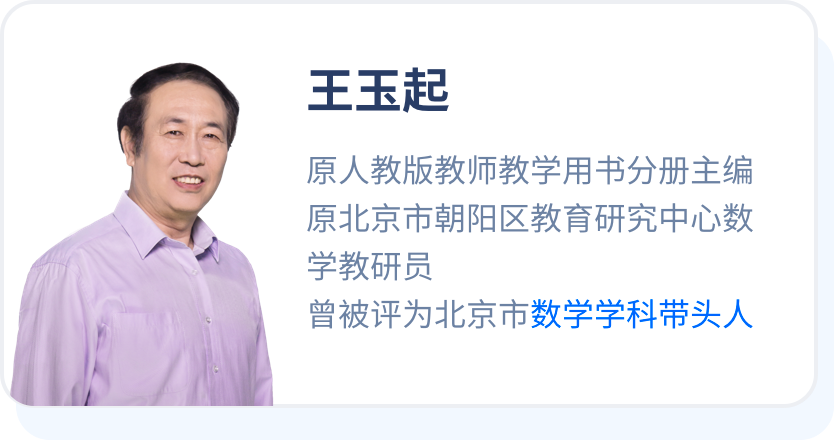 王玉起
原人教版教师教学用书分册主编
原北京市朝阳区教育研究中心数
学教研员
曾被评为北京市数学学科带头人